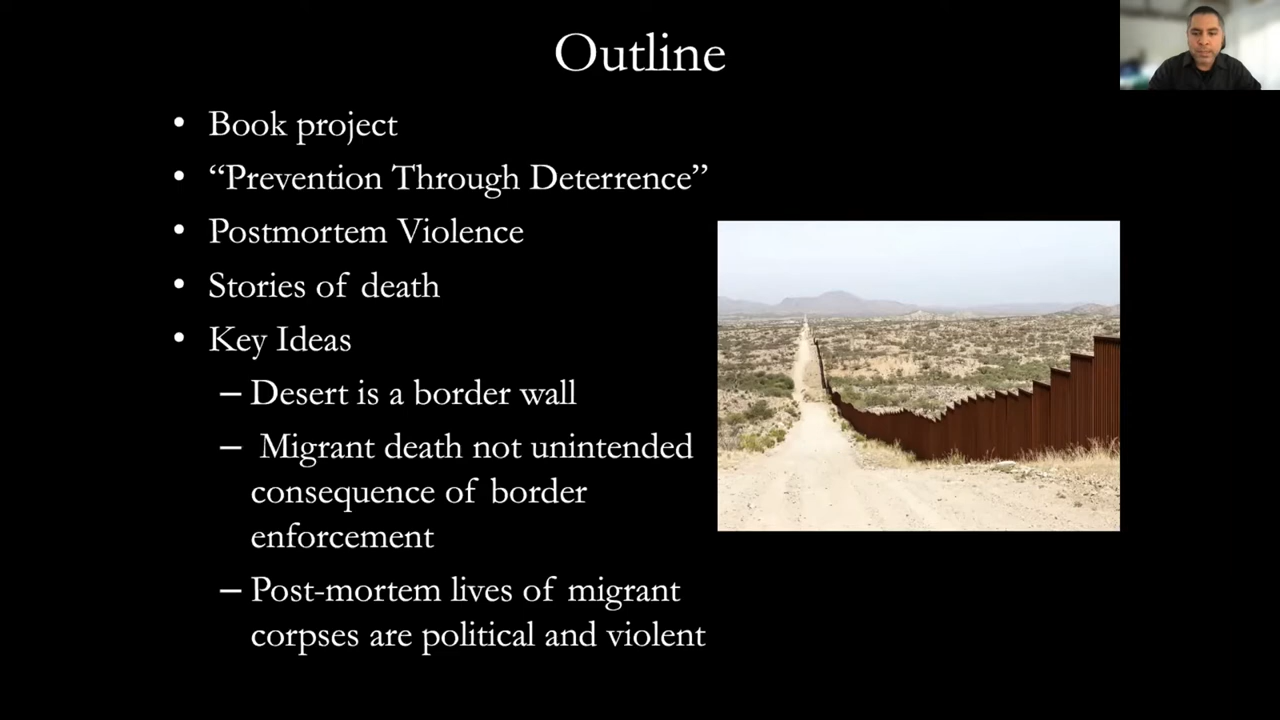 Outline
• Book project
• “Prevention Through Deterrence”
• Postmortem Violence
• Stories of death
• Key Ideas
– Desert is a border wall
– Migrant death not unintended
consequence of border
enforcement
– Post-mortem lives of migrant
corpses are political and violent